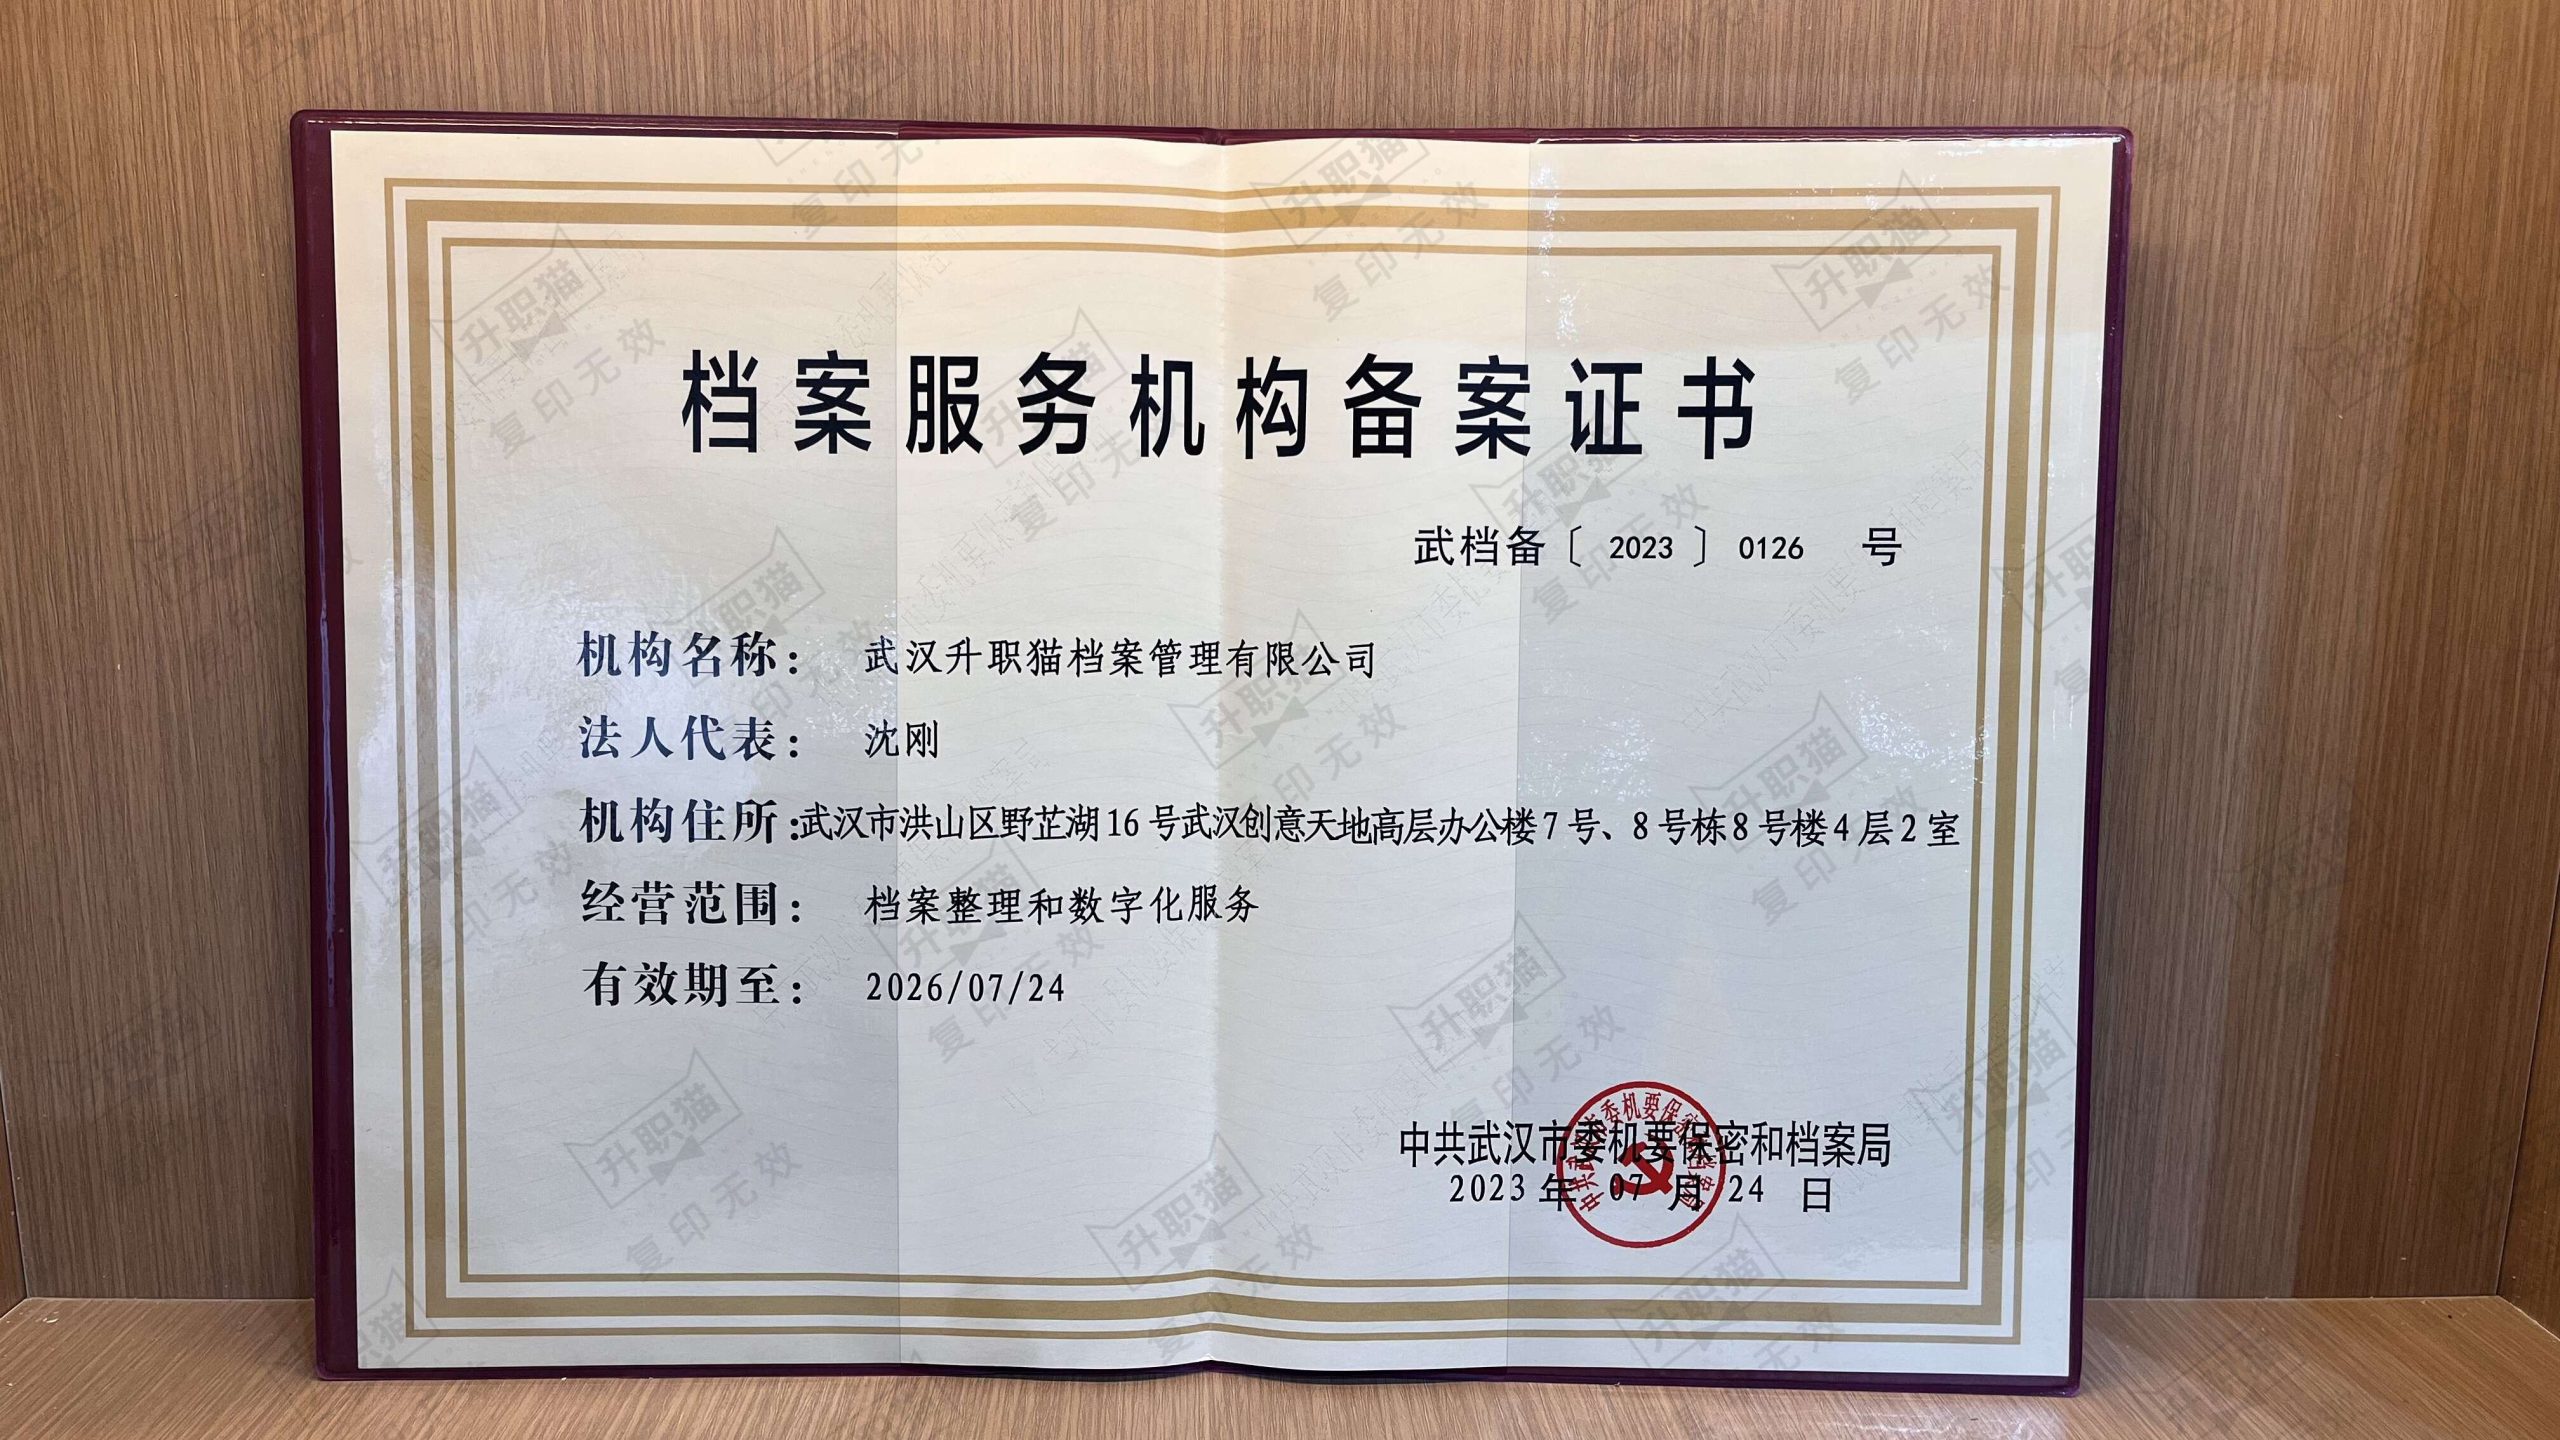 档案服务机构备案证书
武档备〔2023〕0126 号
机构名称： 武汉升职猫档案管理有限公司
法人代表： 沈刚
机构住所：武汉市洪山区野芷湖16号武汉创意天地高层办公楼7号、8号栋8号楼4层2室
经营范围： 档案整理和数字化服务
有效期至： 2026/07/24
中共武汉市委机要保密和档案局
2023 年 07 月 24 日
升职猫
复印无效